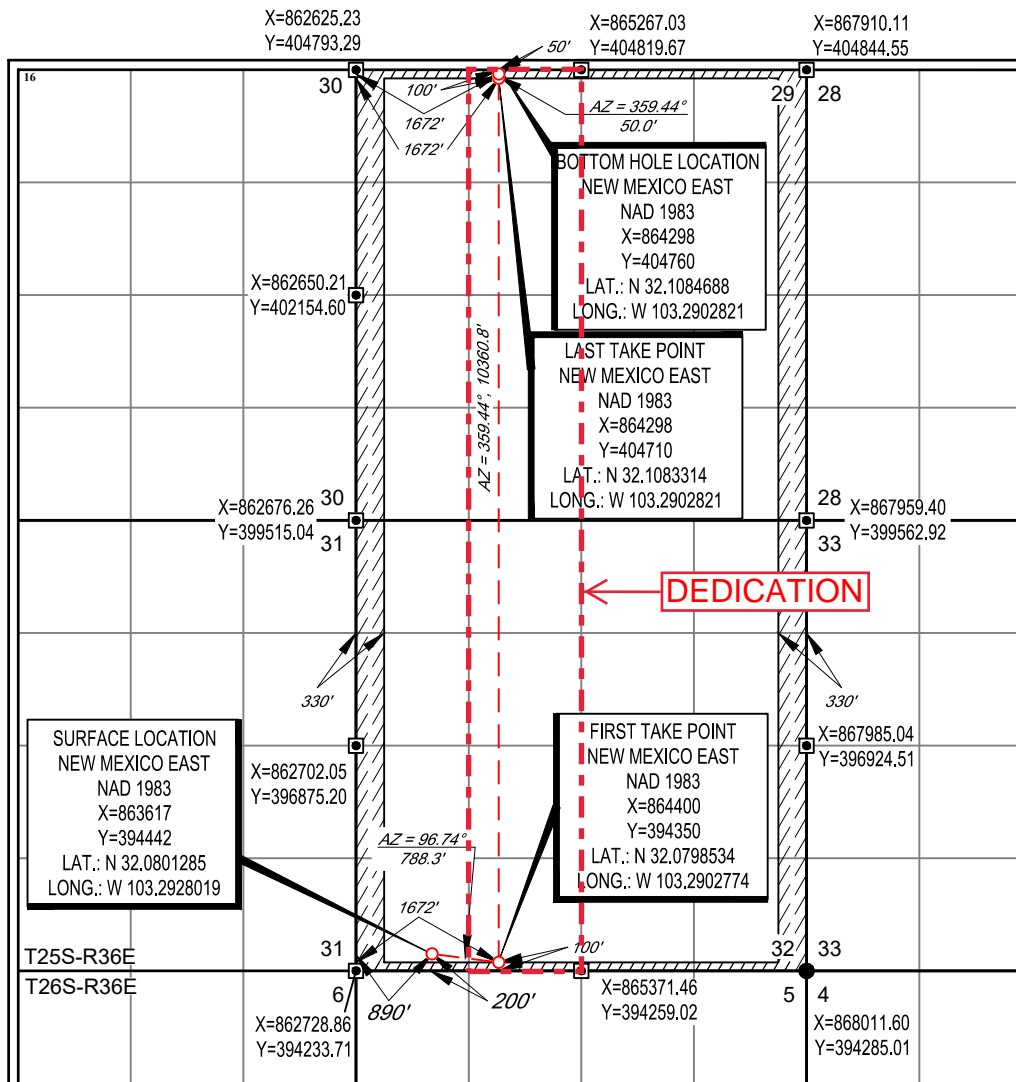 X=862625.23
Y=404793.29
X=865267.03
Y=404819.67
X=867910.11
Y=404844.55
16
30
29
28
50'
100'
1672'
1672'
AZ = 359.44°
50.0'
BOTTOM HOLE LOCATION
NEW MEXICO EAST
NAD 1983
X=864298
Y=404760
LAT.: N 32.1084688
LONG.: W 103.2902821
X=862650.21
Y=402154.60
LAST TAKE POINT
NEW MEXICO EAST
NAD 1983
X=864298
Y=404710
LAT.: N 32.1083314
LONG.: W 103.2902821
AZ = 359.44°, 10360.8'
X=862676.26
Y=399515.04
30
31
28
33
X=867959.40
Y=399562.92
DEDICATION
330'
330'
SURFACE LOCATION
NEW MEXICO EAST
NAD 1983
X=863617
Y=394442
LAT.: N 32.0801285
LONG.: W 103.2928019
X=862702.05
Y=396875.20
FIRST TAKE POINT
NEW MEXICO EAST
NAD 1983
X=864400
Y=394350
LAT.: N 32.0798534
LONG.: W 103.2902774
X=867985.04
Y=396924.51
AZ = 96.74°
788.3'
1672'
100'
T25S-R36E
31
32
33
T26S-R36E
6
890'
200'
5
4
X=862728.86
Y=394233.71
X=865371.46
Y=394259.02
X=868011.60
Y=394285.01